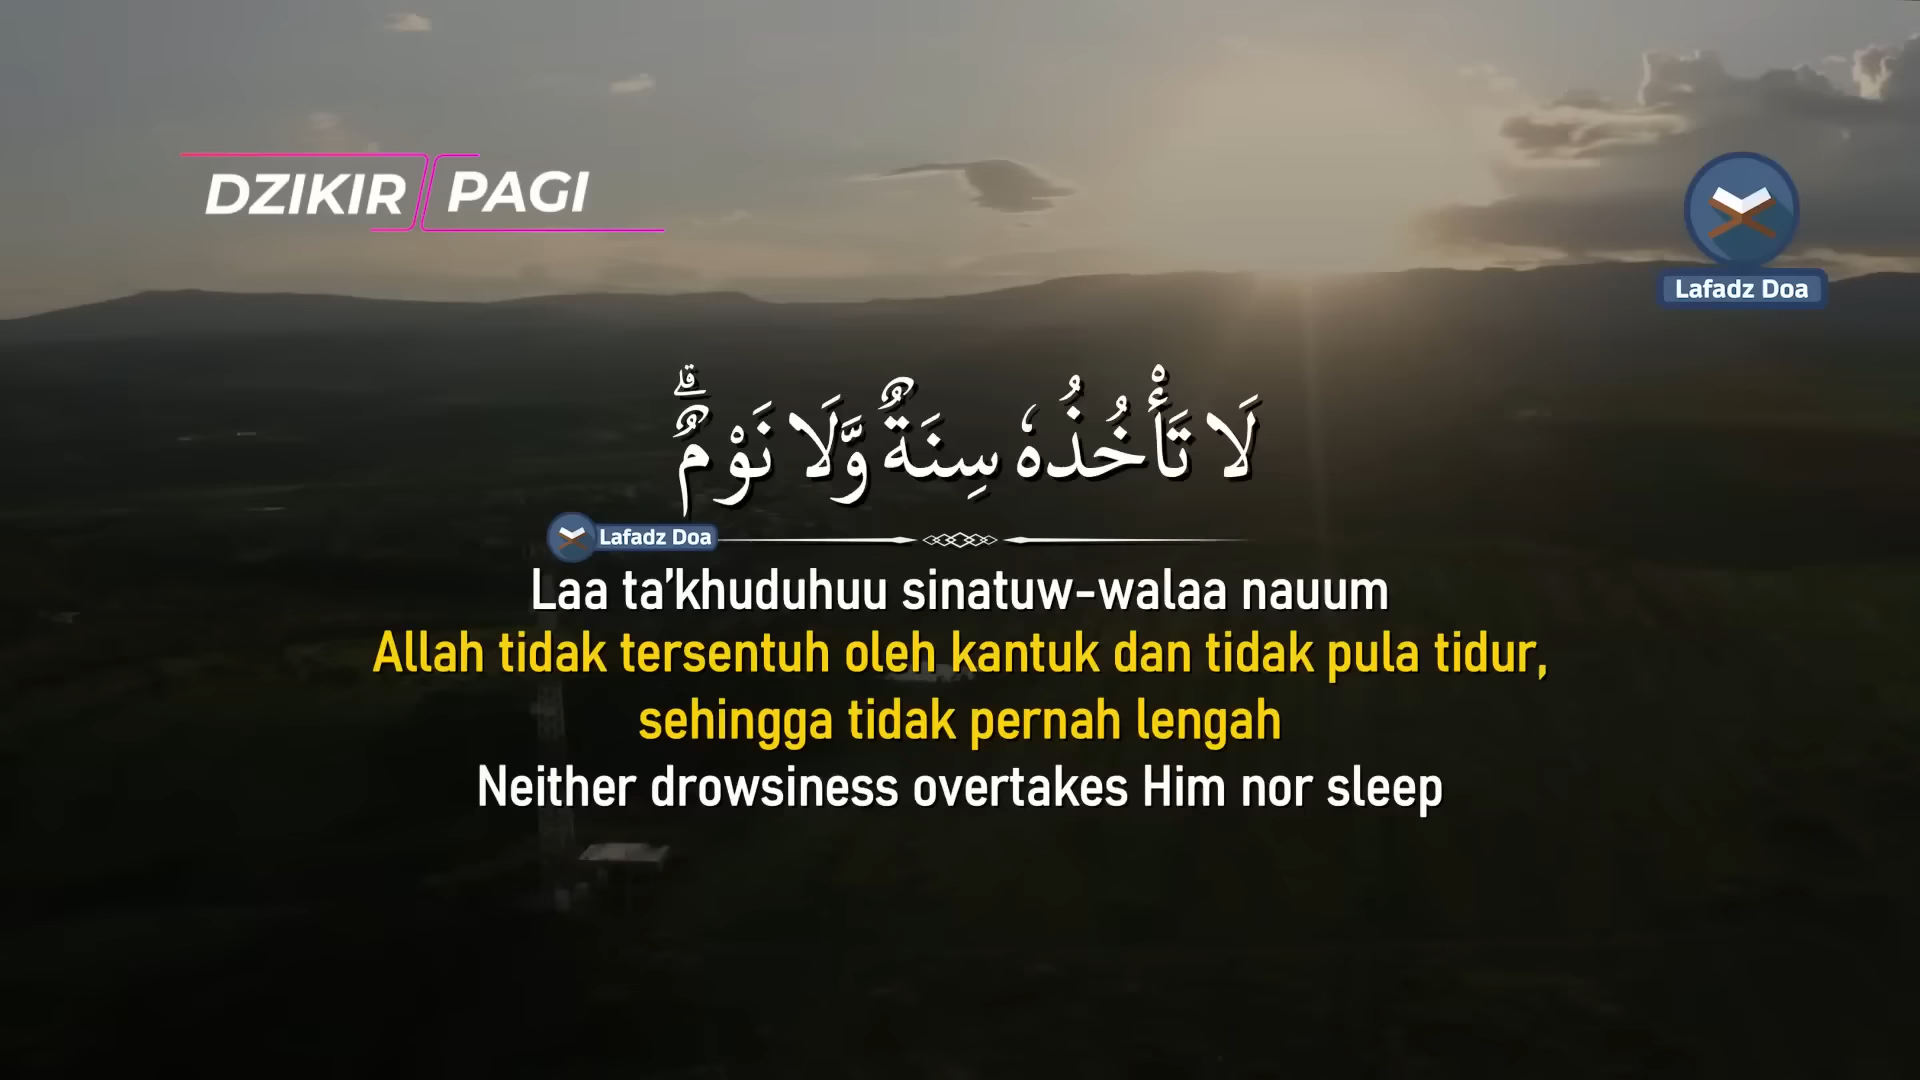 DZIKIR PAGI
Lafadz Doa
لَا تَأْخُذُهٗ سِنَةٌ وَّلَا نَوْمٌۗ
Lafadz Doa
Laa ta’khuduhuu sinatuw-walaa nauum
Allah tidak tersentuh oleh kantuk dan tidak pula tidur,
sehingga tidak pernah lengah
Neither drowsiness overtakes Him nor sleep